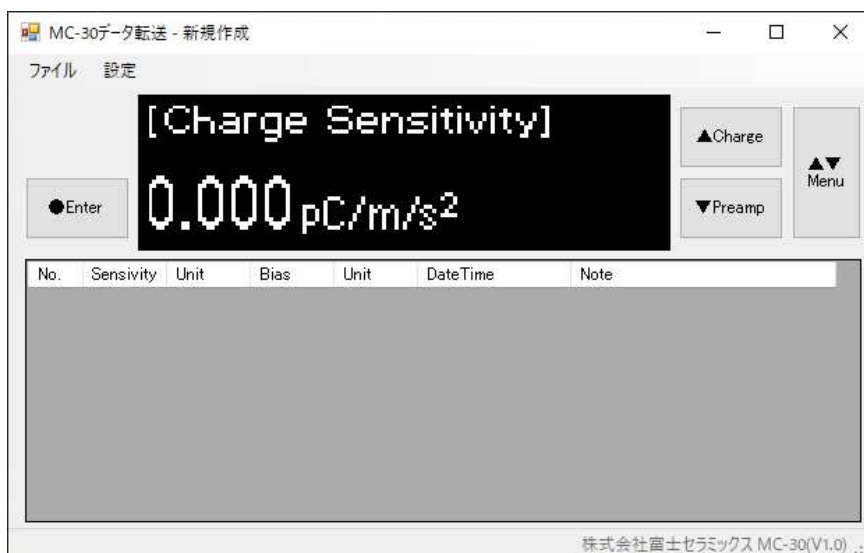 MC-30データ転送 - 新規作成
ファイル 設定
[Charge Sensitivity]
0.000 pC/m/s²
●Enter
▲Charge
▼Preamp
▲▼
Menu
No. Sensivity Unit Bias Unit DateTime Note
株式会社富士セラミックス MC-30(V1.0)